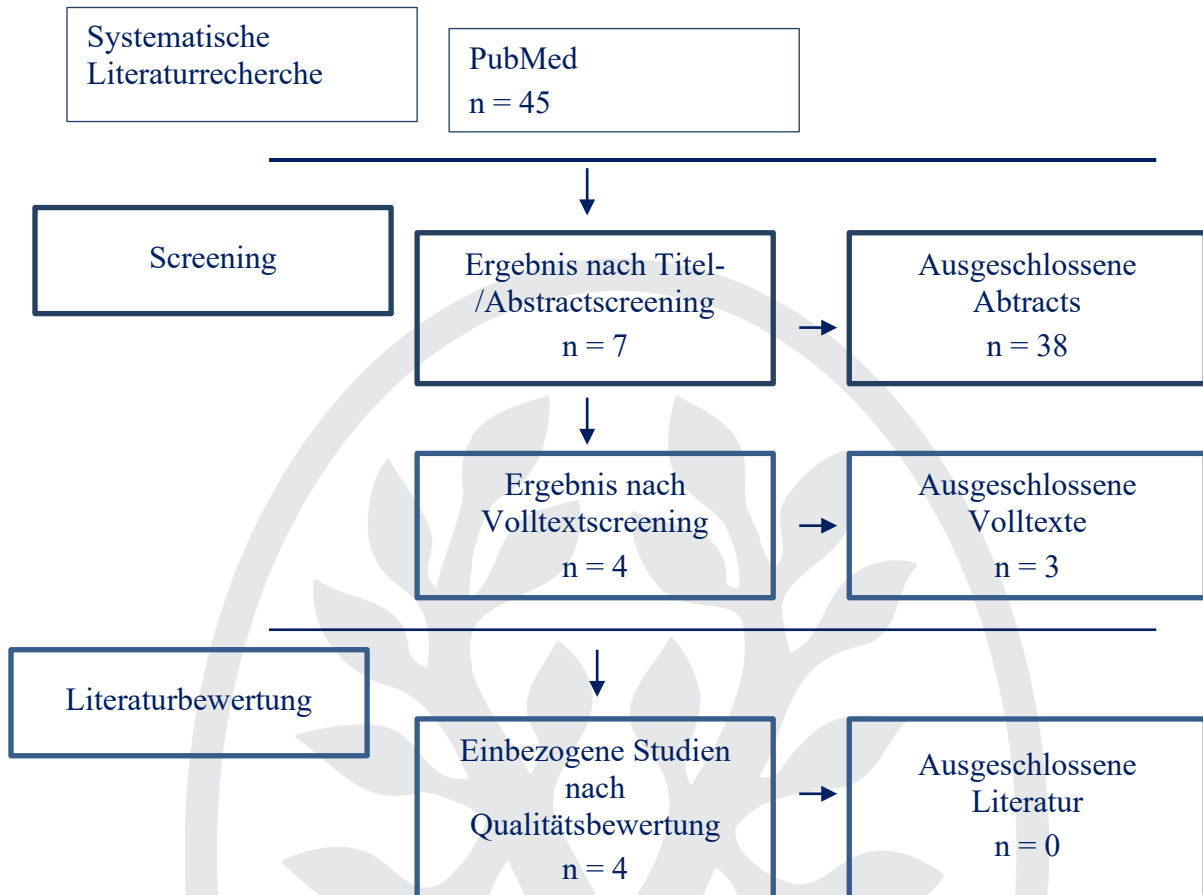 Systematische
Literaturrecherche
PubMed
n = 45
Screening
Ergebnis nach Titel-
/Abstractscreening
n = 7
Ausgeschlossene
Abtracts
n = 38
Ergebnis nach
Volltextscreening
n = 4
Ausgeschlossene
Volltexte
n = 3
Literaturbewertung
Einbezogene Studien
nach
Qualitätsbewertung
n = 4
Ausgeschlossene
Literatur
n = 0